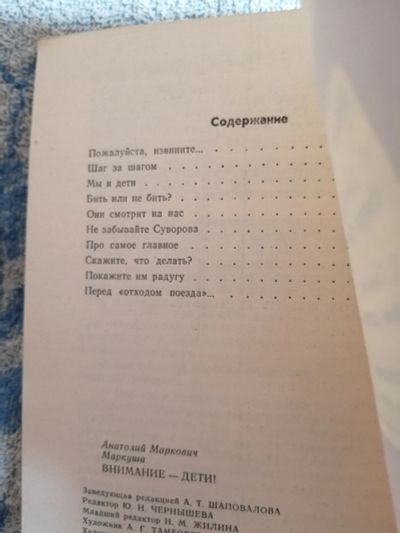 Содержание
Пожалуйста, извините...
Шаг за шагом
Мы и дети
Бить или не бить?
Они смотрят на нас
Не забывайте Суворова
Про самое главное
Скажите, что делать?
Покажите им радугу
Перед «отходом поезда»...
Анатолий Маркович
Маркуша
ВНИМАНИЕ — ДЕТИ!
Заведующая редакцией А. Т. ШАПОВАЛОВА
Редактор Ю. Н. ЧЕРНЫШЕВА
Младший редактор Н. М. ЖИЛИНА
Художник А. Г.